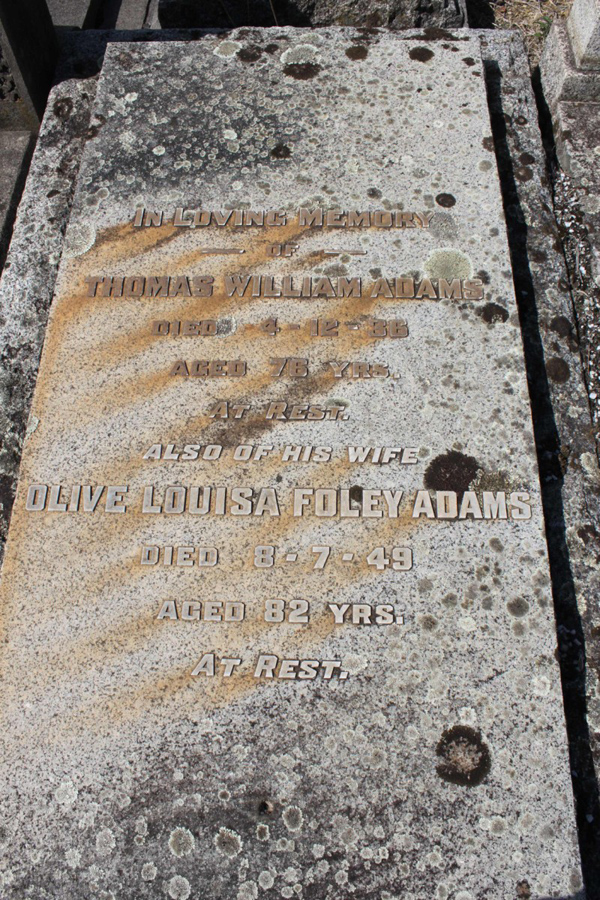 In Loving Memory
— OF —
THOMAS WILLIAM ADAMS
DIED 4-12-36
AGED 76 YRS.
AT REST.
ALSO OF HIS WIFE
OLIVE LOUISA FOLEY ADAMS
DIED 8-7-49
AGED 82 YRS.
AT REST.